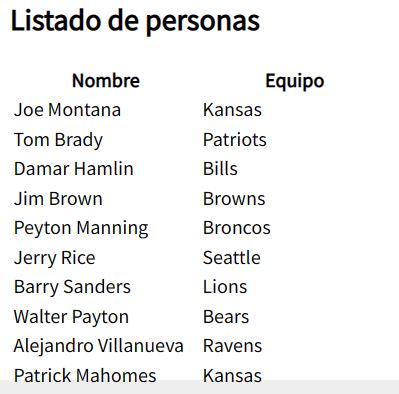 Listado de personas
Nombre Equipo
Joe Montana Kansas
Tom Brady Patriots
Damar Hamlin Bills
Jim Brown Browns
Peyton Manning Broncos
Jerry Rice Seattle
Barry Sanders Lions
Walter Payton Bears
Alejandro Villanueva Ravens
Patrick Mahomes Kansas